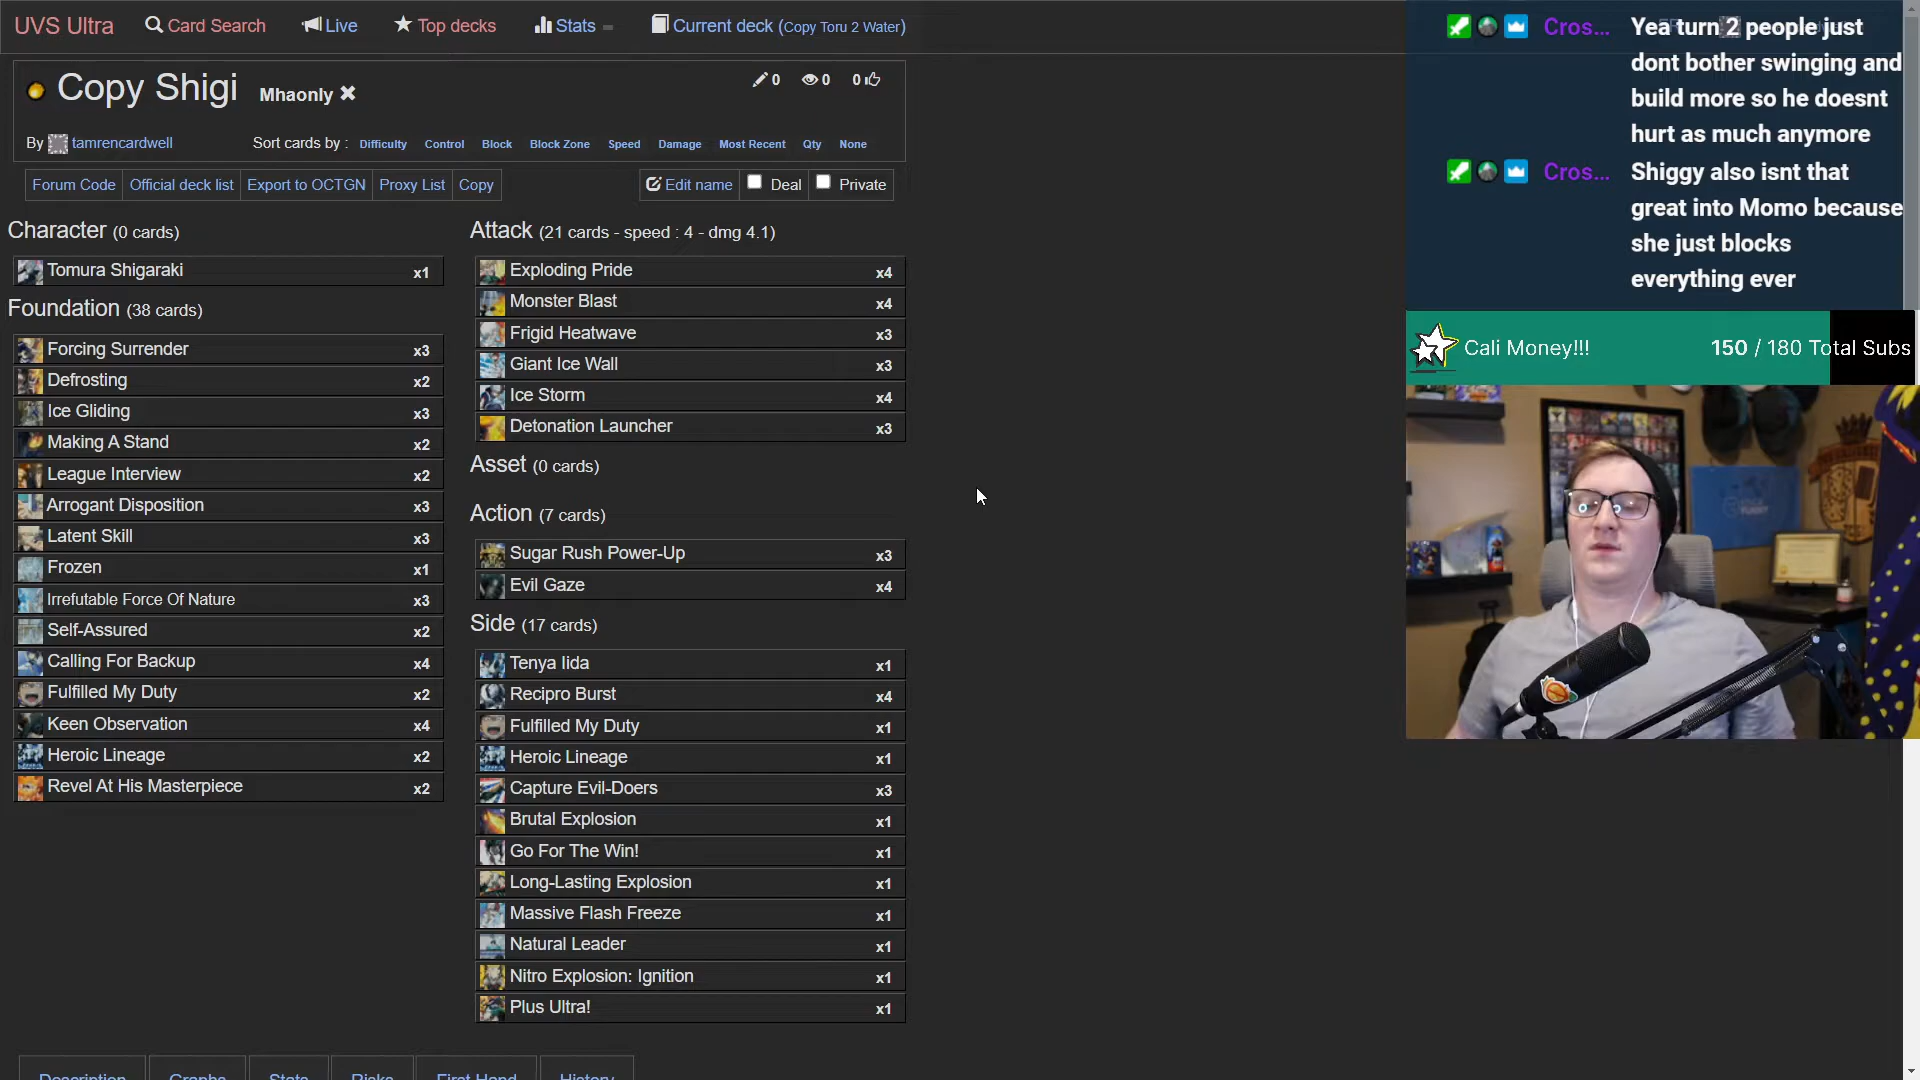 UVS Ultra
Card Search
Live
Top decks
Stats
Current deck (Copy Toru 2 Water)
Copy Shigi Mhaonly
0
0
0
By tamrencardwell
Sort cards by : Difficulty Control Block Block Zone Speed Damage Most Recent Qty None
Forum Code Official deck list Export to OCTGN Proxy List Copy
Edit name Deal Private
Character (0 cards)
Tomura Shigaraki x1
Foundation (38 cards)
Forcing Surrender x3
Defrosting x2
Ice Gliding x3
Making A Stand x2
League Interview x2
Arrogant Disposition x3
Latent Skill x3
Frozen x1
Irrefutable Force Of Nature x3
Self-Assured x2
Calling For Backup x4
Fulfilled My Duty x2
Keen Observation x4
Heroic Lineage x2
Revel At His Masterpiece x2
Attack (21 cards - speed : 4 - dmg 4.1)
Exploding Pride x4
Monster Blast x4
Frigid Heatwave x3
Giant Ice Wall x3
Ice Storm x4
Detonation Launcher x3
Asset (0 cards)
Action (7 cards)
Sugar Rush Power-Up x3
Evil Gaze x4
Side (17 cards)
Tenya Iida x1
Recipro Burst x4
Fulfilled My Duty x1
Heroic Lineage x1
Capture Evil-Doers x3
Brutal Explosion x1
Go For The Win! x1
Long-Lasting Explosion x1
Massive Flash Freeze x1
Natural Leader x1
Nitro Explosion: Ignition x1
Plus Ultra! x1
Description Graphs Stats Risks First Hand History
Cros... Yea turn 2 people just
dont bother swinging and
build more so he doesnt
hurt as much anymore
Cros... Shiggy also isnt that
great into Momo because
she just blocks
everything ever
Cali Money!!! 150 / 180 Total Subs